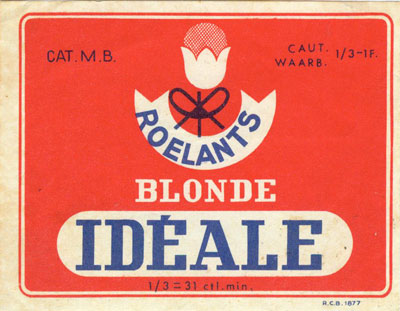 CAT. M. B.
CAUT.
WAARB. 1/3-1F.
ROELANTS
BLONDE
IDÉALE
1/3 = 31 ctl. min.
R.C.B. 1877